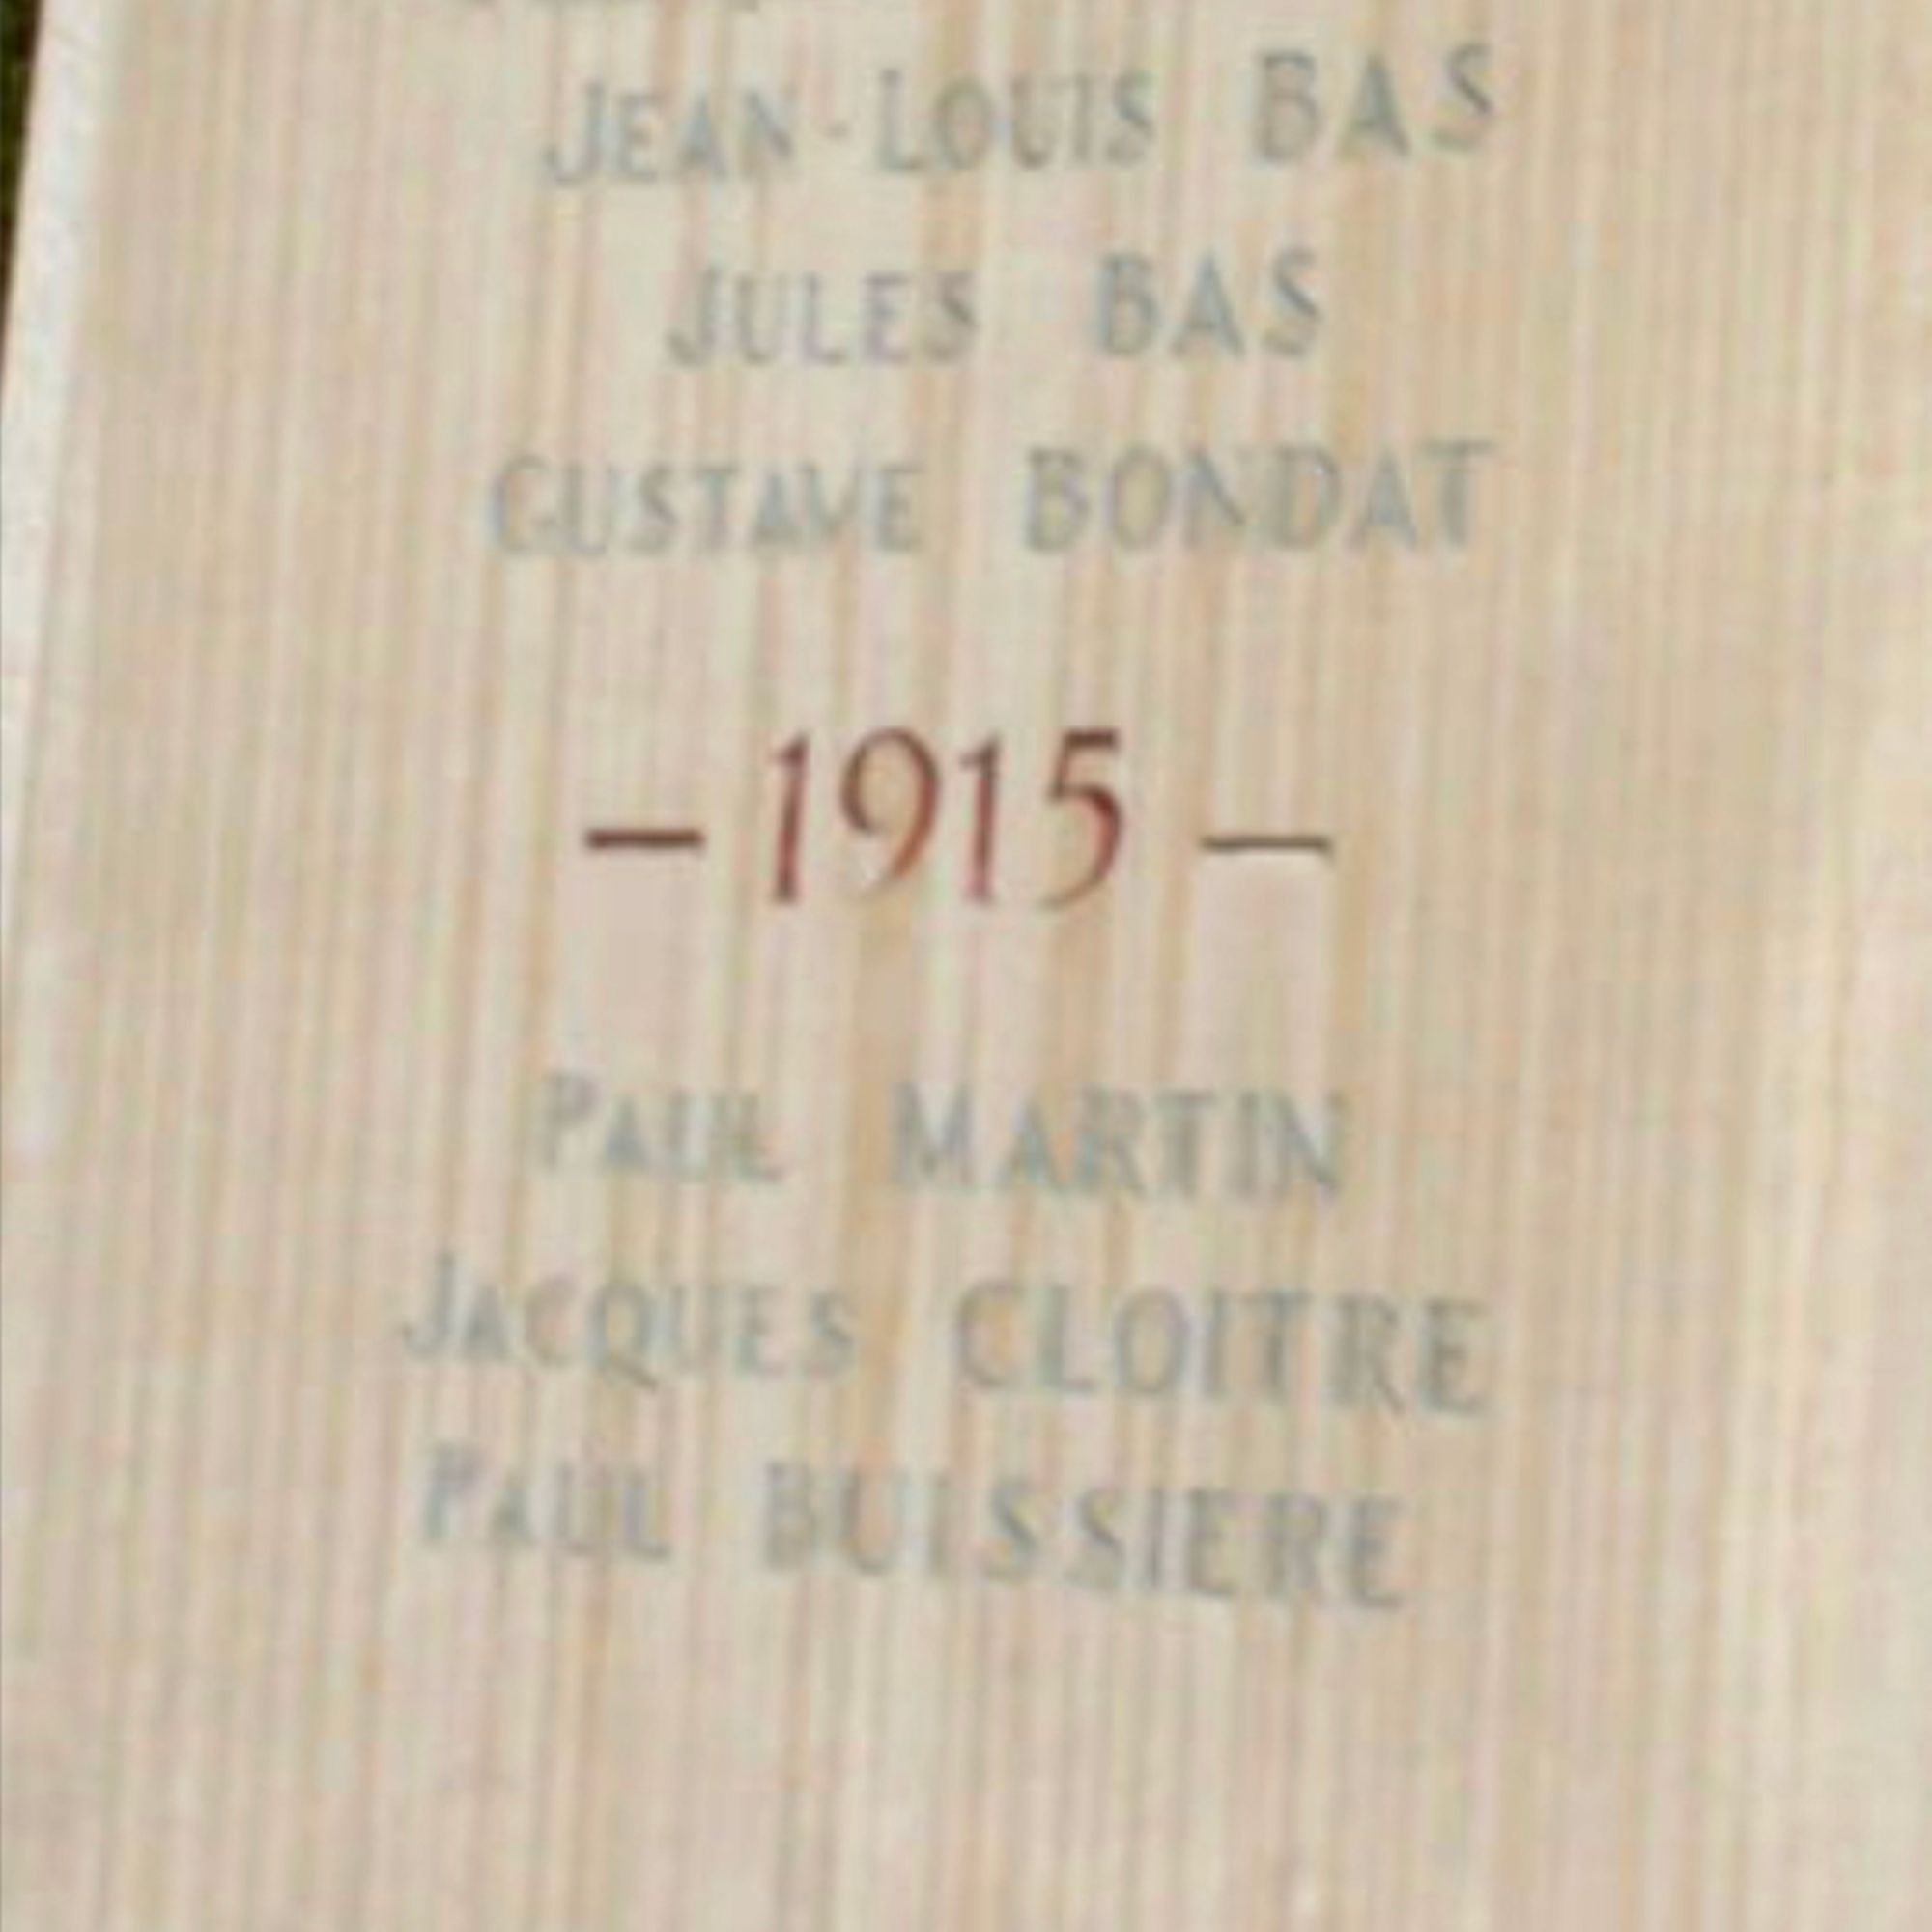 JEAN-LOUIS BAS
JULES BAS
GUSTAVE BONDAT
— 1915 —
PAUL MARTIN
JACQUES CLOITRE
PAUL BUISSIERE